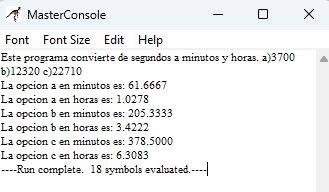 MasterConsole
Font Font Size Edit Help
Este programa convierte de segundos a minutos y horas. a)3700
b)12320 c)22710
La opcion a en minutos es: 61.6667
La opcion a en horas es: 1.0278
La opcion b en minutos es: 205.3333
La opcion b en horas es: 3.4222
La opcion c en minutos es: 378.5000
La opcion c en horas es: 6.3083
----Run complete.  18 symbols evaluated.----